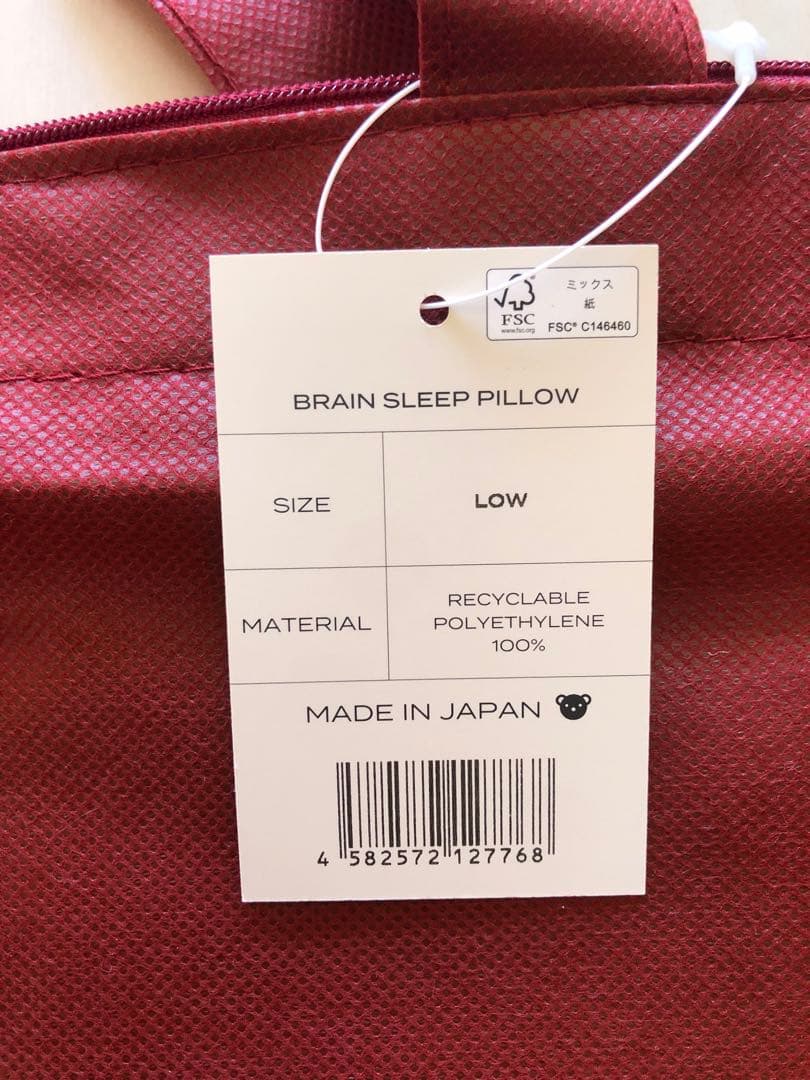 FSC®
www.fsc.org
ミックス
紙
FSC® C146460
BRAIN SLEEP PILLOW
SIZE
LOW
MATERIAL
RECYCLABLE
POLYETHYLENE
100%
MADE IN JAPAN
4 582572 127768